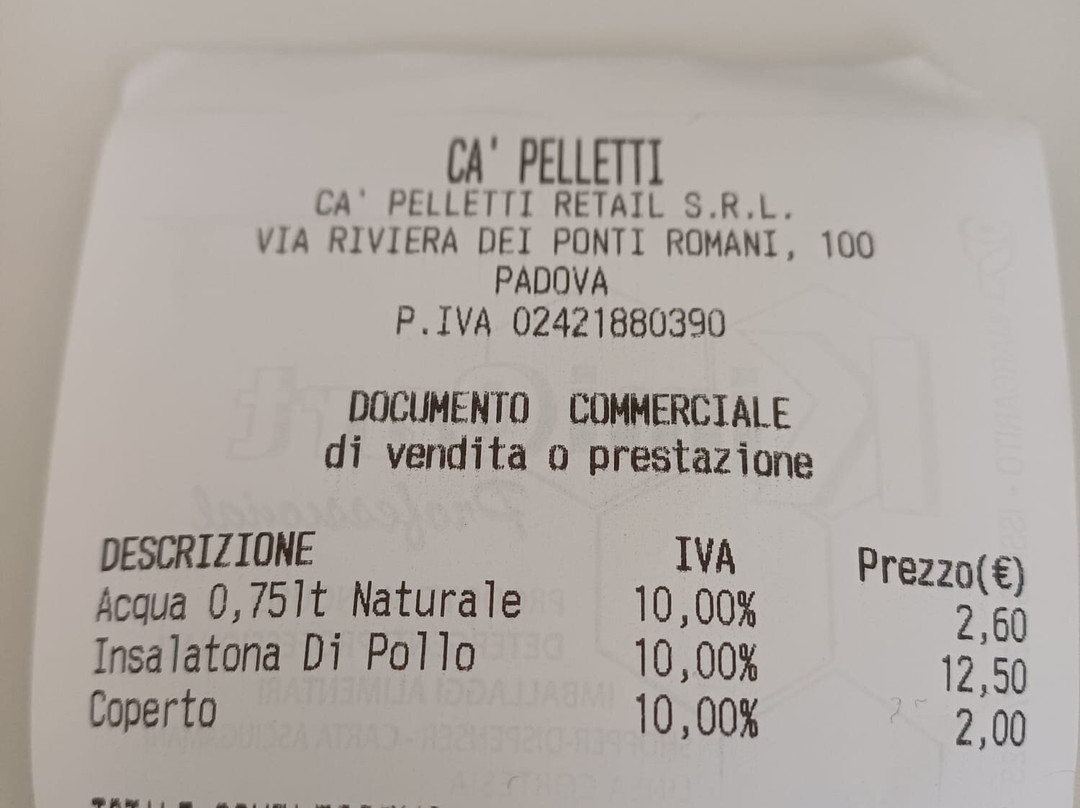 CA' PELLETTI
CA' PELLETTI RETAIL S.R.L.
VIA RIVIERA DEI PONTI ROMANI, 100
PADOVA
P.IVA 02421880390
DOCUMENTO COMMERCIALE
di vendita o prestazione
DESCRIZIONE IVA Prezzo(€)
Acqua 0,75lt Naturale 10,00% 2,60
Insalatona Di Pollo 10,00% 12,50
Coperto 10,00% 2,00